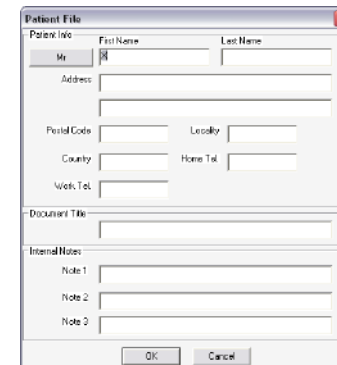 Patient File
Patient Info
First Name Last Name
Mr
Address
Postal Code Locality
Country Home Tel.
Work Tel.
Document Title
Internal Notes
Note 1
Note 2
Note 3
OK Cancel